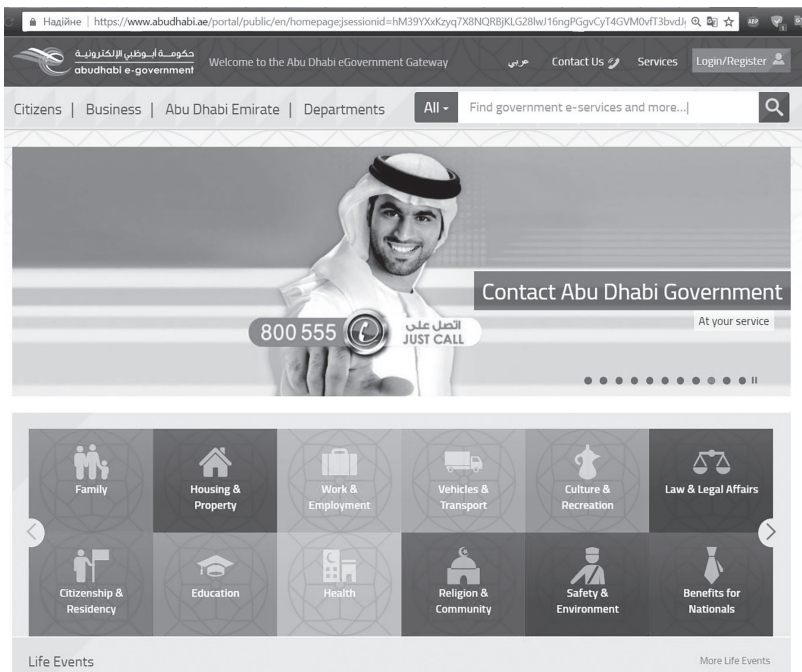 Надійне | https://www.abudhabi.ae/portal/public/en/homepage;jsessionid=hM39YXxKzyq7X8NQRBjKLG28lwJ16ngPGgvCyT4GVM0vfT3bvdJ
حكومـــة أبــوظبي الإلكترونيــة
abudhabi e-government
Welcome to the Abu Dhabi eGovernment Gateway
عربي
Contact Us
Services
Login/Register
Citizens | Business | Abu Dhabi Emirate | Departments
All
Find government e-services and more...|
Contact Abu Dhabi Government
At your service
800 555
اتصل على
JUST CALL
Family
Housing &
Property
Work &
Employment
Vehicles &
Transport
Culture &
Recreation
Law & Legal Affairs
Citizenship &
Residency
Education
Health
Religion &
Community
Safety &
Environment
Benefits for
Nationals
Life Events
More Life Events